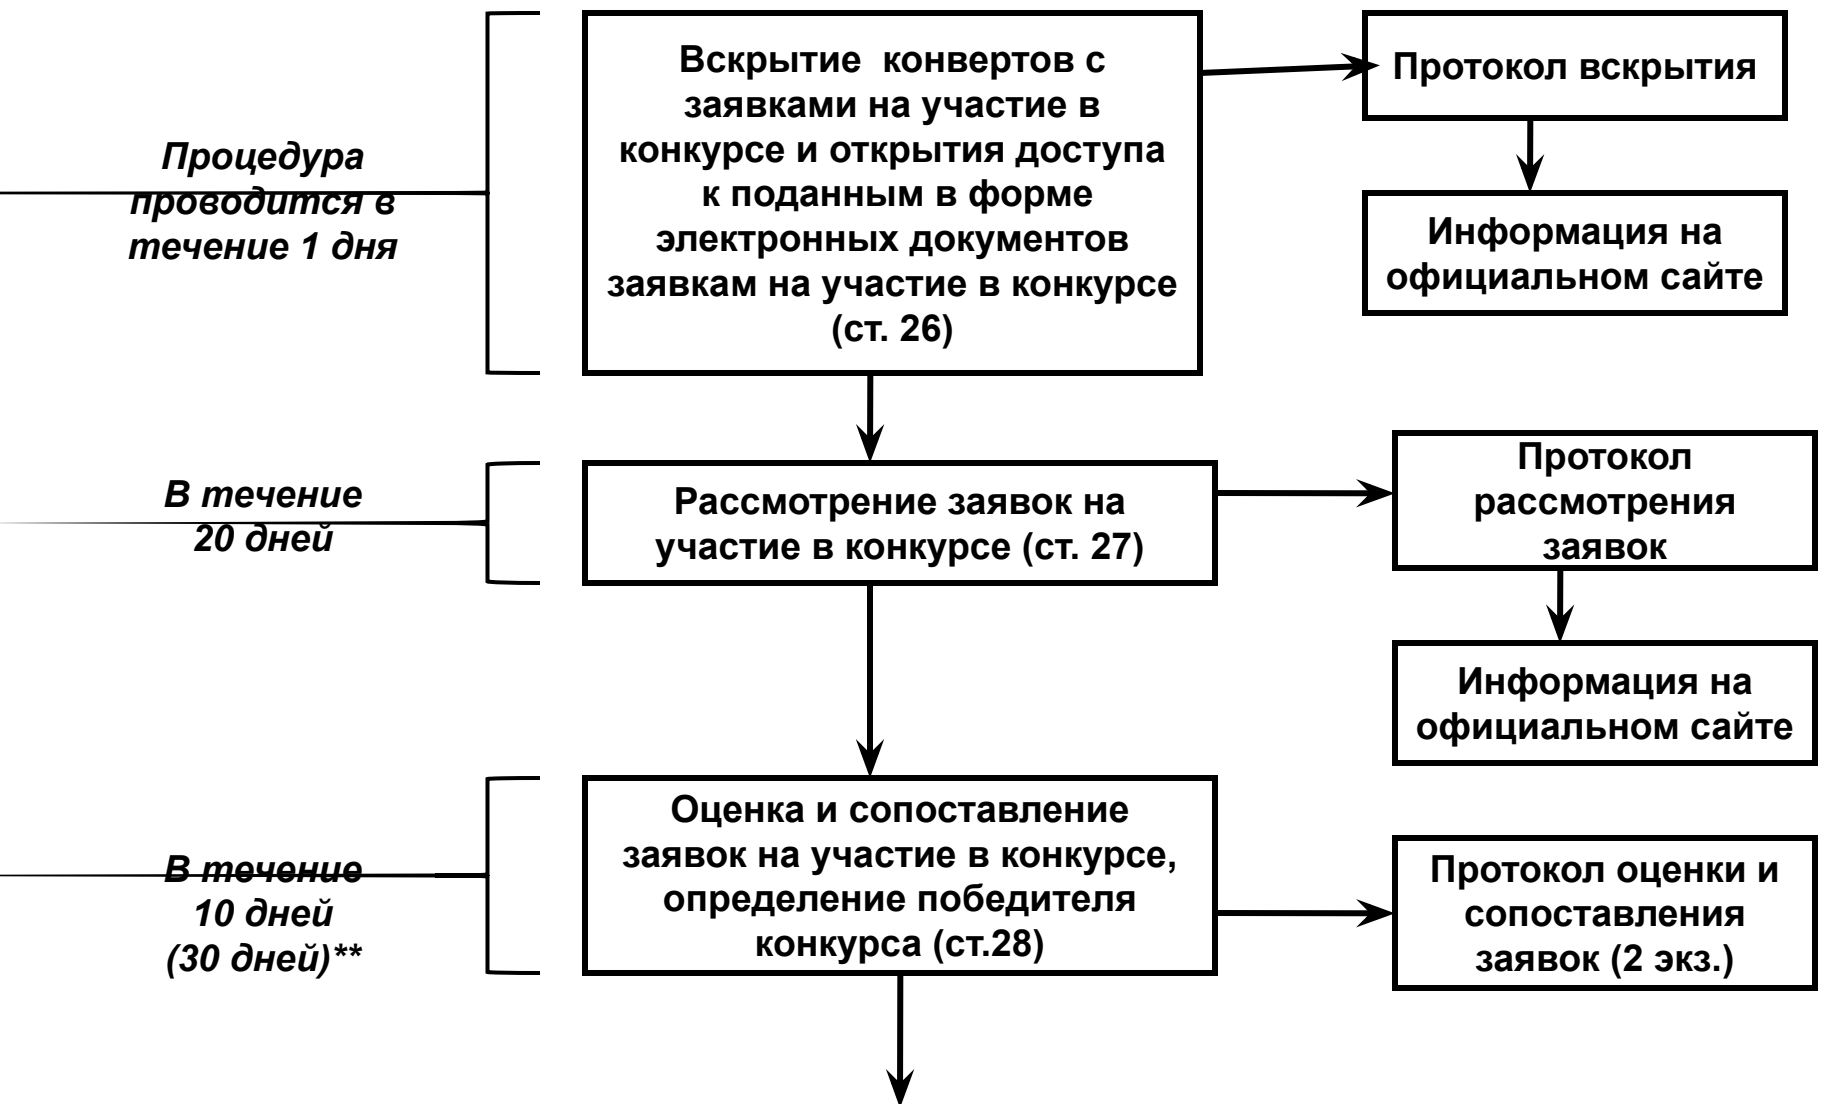 Процедура
проводится в
течение 1 дня
Вскрытие конвертов с
заявками на участие в
конкурсе и открытия доступа
к поданным в форме
электронных документов
заявкам на участие в конкурсе
(ст. 26)
Протокол вскрытия
Информация на
официальном сайте
В течение
20 дней
Рассмотрение заявок на
участие в конкурсе (ст. 27)
Протокол
рассмотрения
заявок
Информация на
официальном сайте
В течение
10 дней
(30 дней)**
Оценка и сопоставление
заявок на участие в конкурсе,
определение победителя
конкурса (ст.28)
Протокол оценки и
сопоставления
заявок (2 экз.)